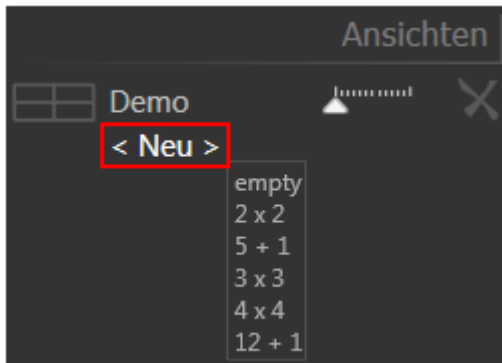 Ansichten
Demo
< Neu >
empty
2 x 2
5 + 1
3 x 3
4 x 4
12 + 1